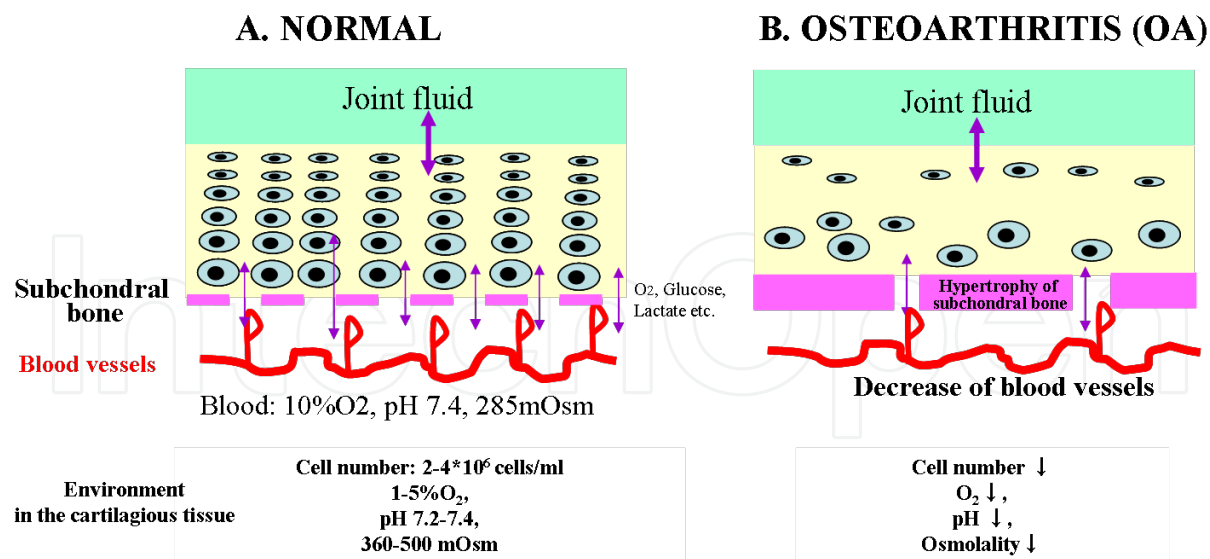 A. NORMAL
Joint fluid
Subchondral
bone
O2, Glucose,
Lactate etc.
Blood vessels
Blood: 10%O2, pH 7.4, 285mOsm
Environment
in the cartilagious tissue
Cell number: 2-4*10⁶ cells/ml
1-5%O₂,
pH 7.2-7.4,
360-500 mOsm
B. OSTEOARTHRITIS (OA)
Joint fluid
Hypertrophy of
subchondral bone
Decrease of blood vessels
Cell number ↓
O₂ ↓,
pH ↓,
Osmolality ↓
IntechOpen